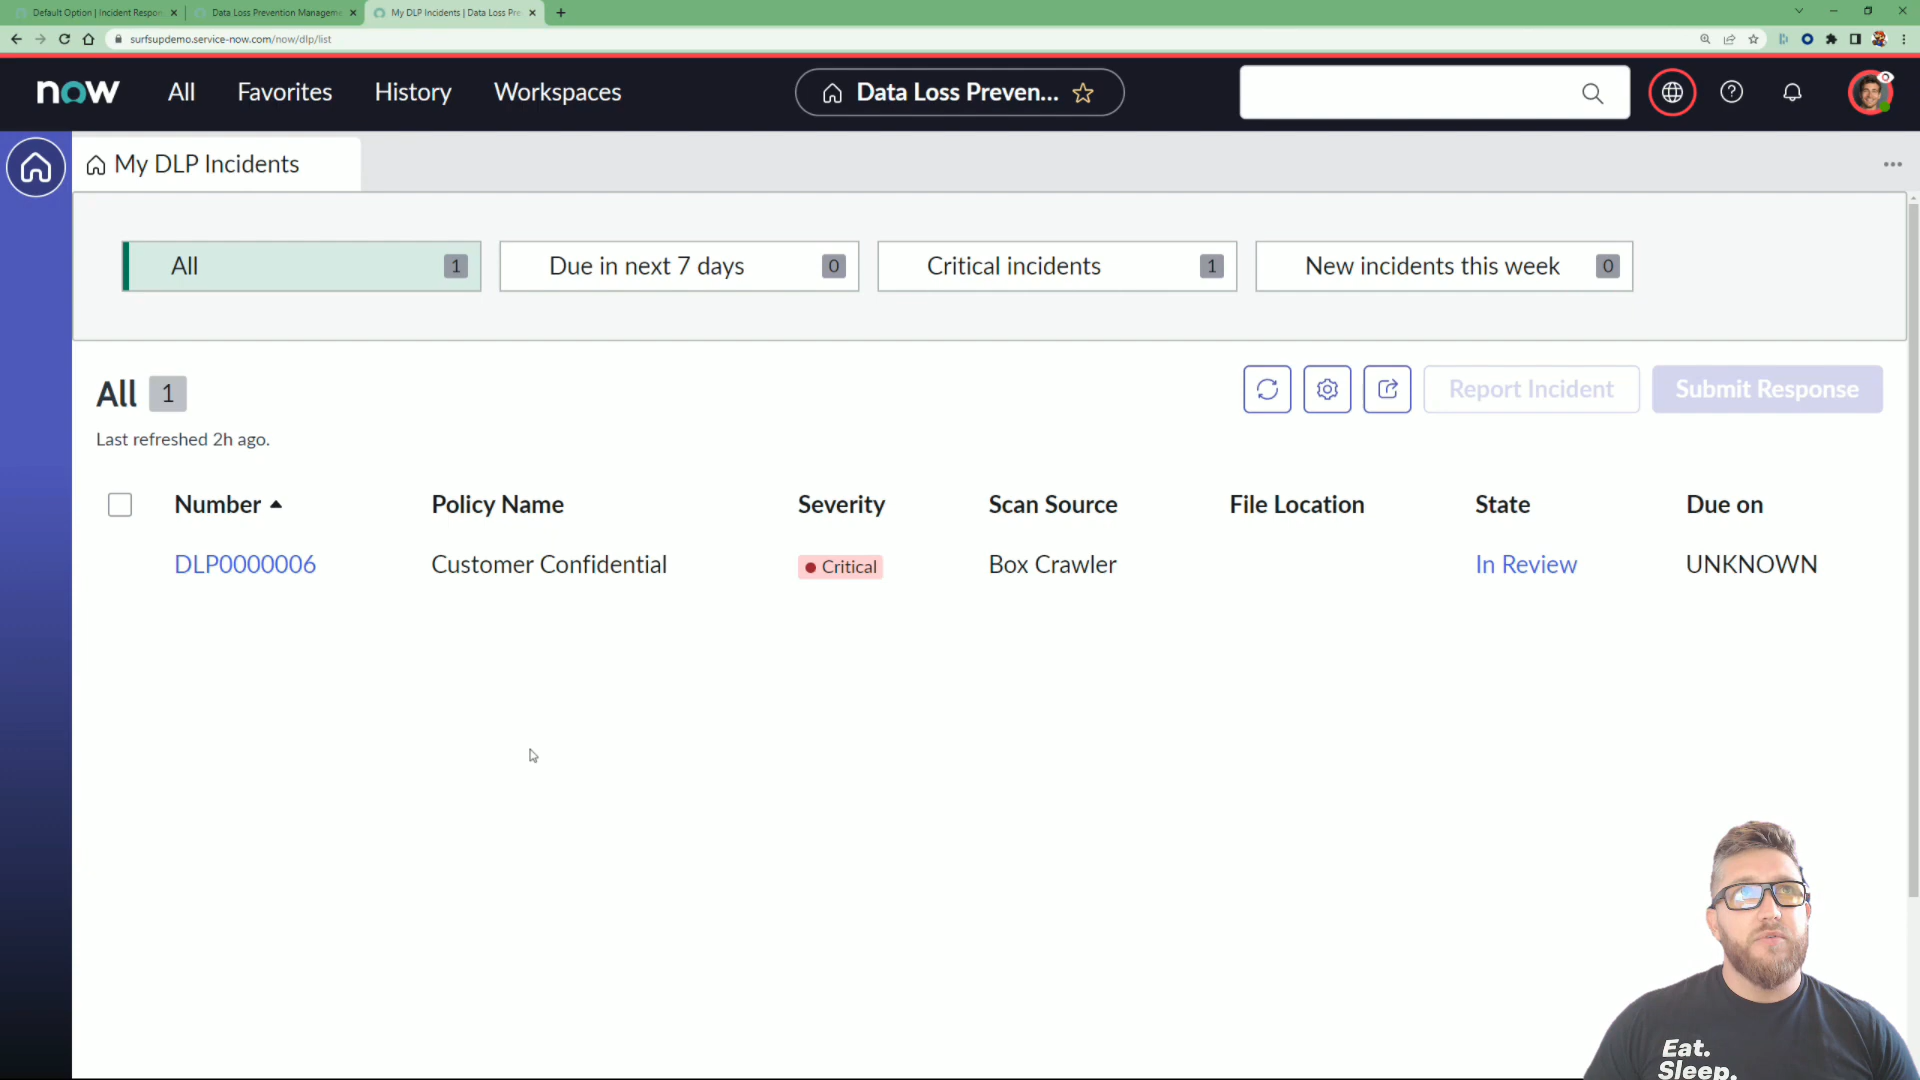 Default Option | Incident Respon
Data Loss Prevention Manageme
My DLP Incidents | Data Loss Pre
surfsupdemo.service-now.com/now/dlp/list
now
All
Favorites
History
Workspaces
Data Loss Preven...
My DLP Incidents
All 1
Due in next 7 days 0
Critical incidents 1
New incidents this week 0
All 1
Report Incident
Submit Response
Last refreshed 2h ago.
Number Policy Name Severity Scan Source File Location State Due on
DLP0000006 Customer Confidential Critical Box Crawler In Review UNKNOWN
Eat.
Sleep.